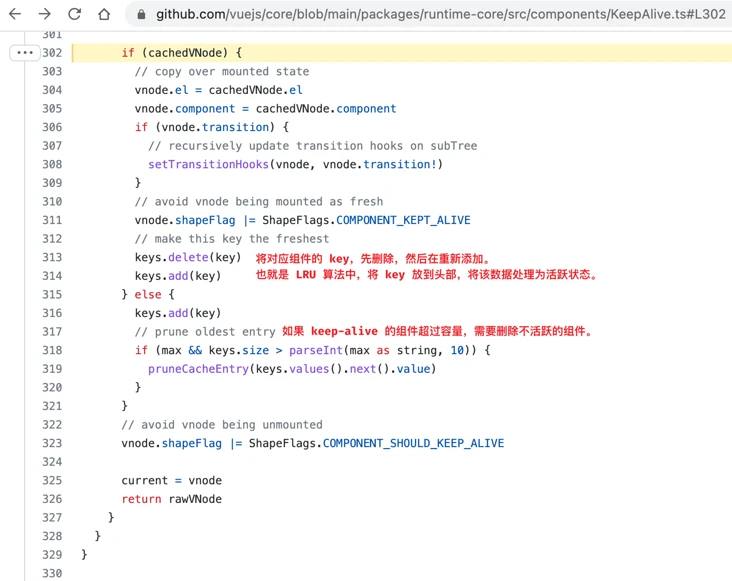 github.com/vuejs/core/blob/main/packages/runtime-core/src/components/KeepAlive.ts#L302
301
302 if (cachedVNode) {
303 // copy over mounted state
304 vnode.el = cachedVNode.el
305 vnode.component = cachedVNode.component
306 if (vnode.transition) {
307 // recursively update transition hooks on subTree
308 setTransitionHooks(vnode, vnode.transition!)
309 }
310 // avoid vnode being mounted as fresh
311 vnode.shapeFlag |= ShapeFlags.COMPONENT_KEPT_ALIVE
312 // make this key the freshest
313 keys.delete(key) 将对应组件的 key，先删除，然后在重新添加。
314 keys.add(key) 也就是 LRU 算法中，将 key 放到头部，将该数据处理为活跃状态。
315 } else {
316 keys.add(key)
317 // prune oldest entry 如果 keep-alive 的组件超过容量，需要删除不活跃的组件。
318 if (max && keys.size > parseInt(max as string, 10)) {
319 pruneCacheEntry(keys.values().next().value)
320 }
321 }
322 // avoid vnode being unmounted
323 vnode.shapeFlag |= ShapeFlags.COMPONENT_SHOULD_KEEP_ALIVE
324
325 current = vnode
326 return rawVNode
327 }
328 }
329 }
330